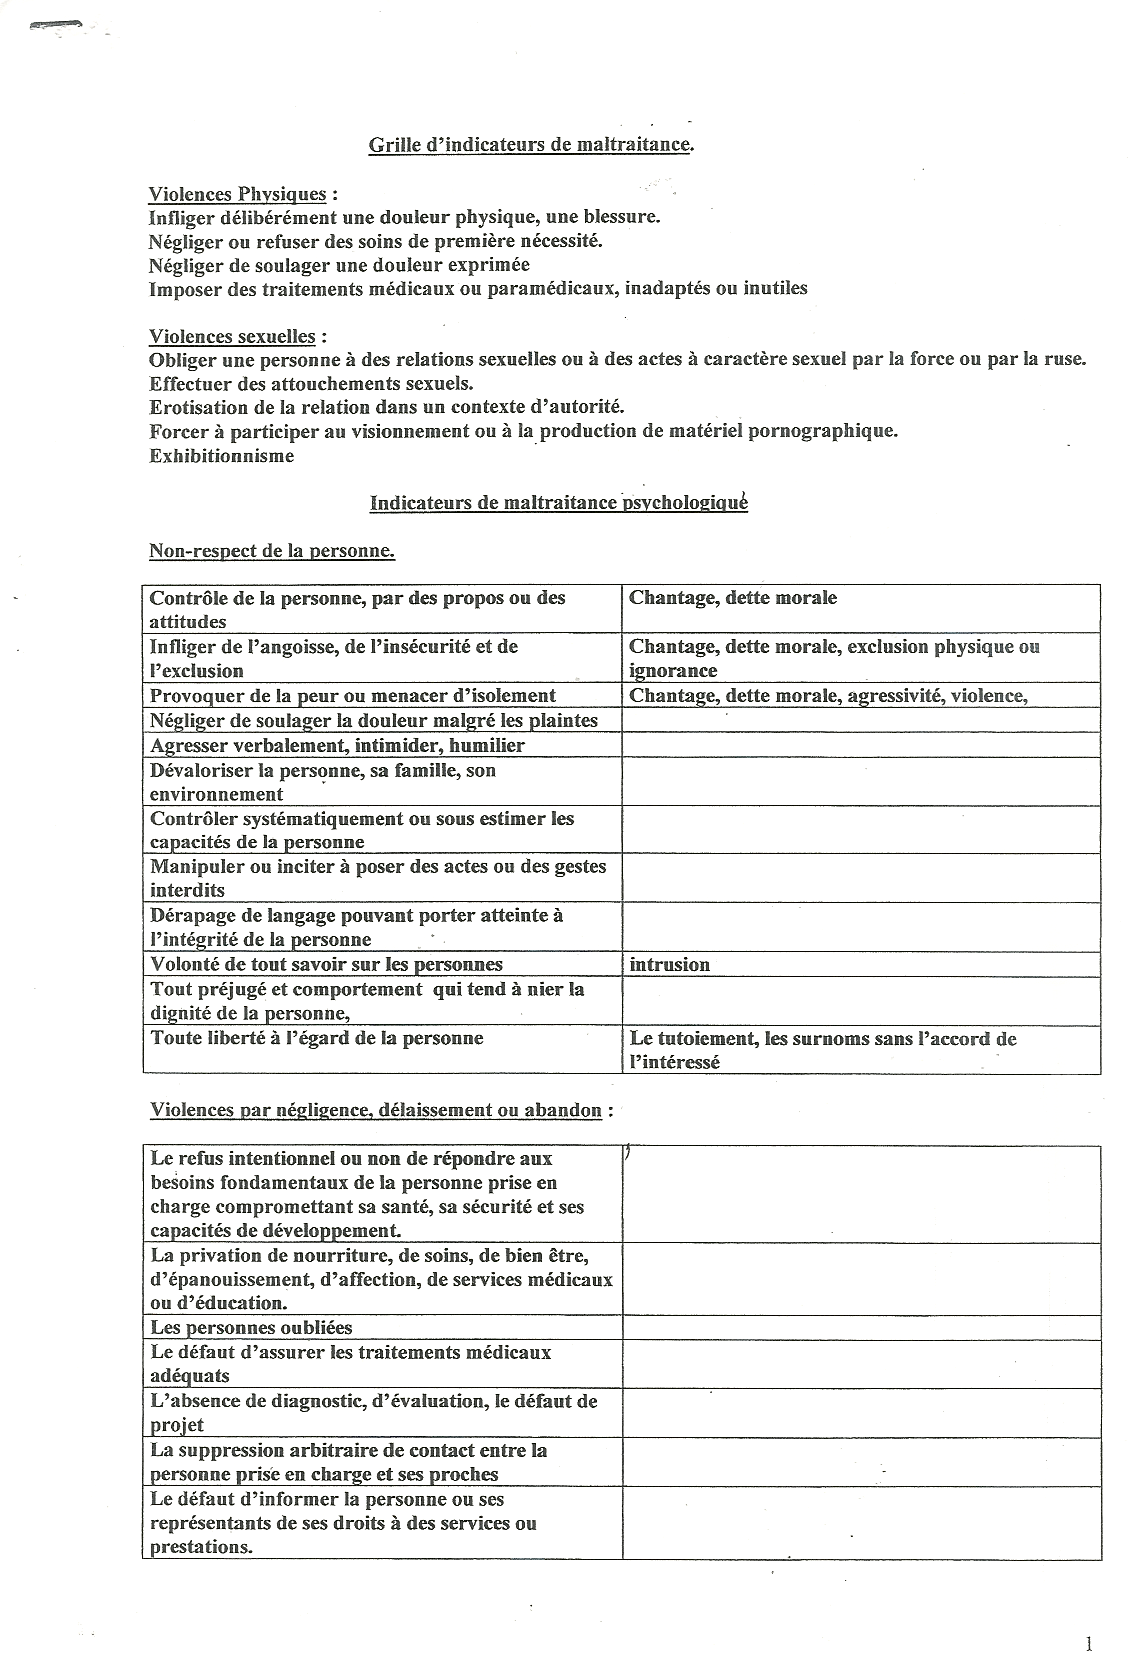 Grille d'indicateurs de maltraitance.
Violences Physiques :
Infliger délibérément une douleur physique, une blessure.
Négliger ou refuser des soins de première nécessité.
Négliger de soulager une douleur exprimée
Imposer des traitements médicaux ou paramédicaux, inadaptés ou inutiles
Violences sexuelles :
Obliger une personne à des relations sexuelles ou à des actes à caractère sexuel par la force ou par la ruse.
Effectuer des attouchements sexuels.
Erotisation de la relation dans un contexte d'autorité.
Forcer à participer au visionnement ou à la production de matériel pornographique.
Exhibitionnisme
Indicateurs de maltraitance psychologique
Non-respect de la personne.
Contrôle de la personne, par des propos ou des
attitudes
Chantage, dette morale
Infliger de l'angoisse, de l'insécurité et de
l'exclusion
Chantage, dette morale, exclusion physique ou
ignorance
Provoquer de la peur ou menacer d'isolement
Chantage, dette morale, agressivité, violence,
Négliger de soulager la douleur malgré les plaintes
Agresser verbalement, intimider, humilier
Dévaloriser la personne, sa famille, son
environnement
Contrôler systématiquement ou sous estimer les
capacités de la personne
Manipuler ou inciter à poser des actes ou des gestes
interdits
Dérapage de langage pouvant porter atteinte à
l'intégrité de la personne
Volonté de tout savoir sur les personnes
intrusion
Tout préjugé et comportement qui tend à nier la
dignité de la personne,
Toute liberté à l'égard de la personne
Le tutoiement, les surnoms sans l'accord de
l'intéressé
Violences par négligence, délaissement ou abandon :
Le refus intentionnel ou non de répondre aux
besoins fondamentaux de la personne prise en
charge compromettant sa santé, sa sécurité et ses
capacités de développement.
La privation de nourriture, de soins, de bien être,
d'épanouissement, d'affection, de services médicaux
ou d'éducation.
Les personnes oubliées
Le défaut d'assurer les traitements médicaux
adéquats
L'absence de diagnostic, d'évaluation, le défaut de
projet
La suppression arbitraire de contact entre la
personne prise en charge et ses proches
Le défaut d'informer la personne ou ses
représentants de ses droits à des services ou
prestations.
1